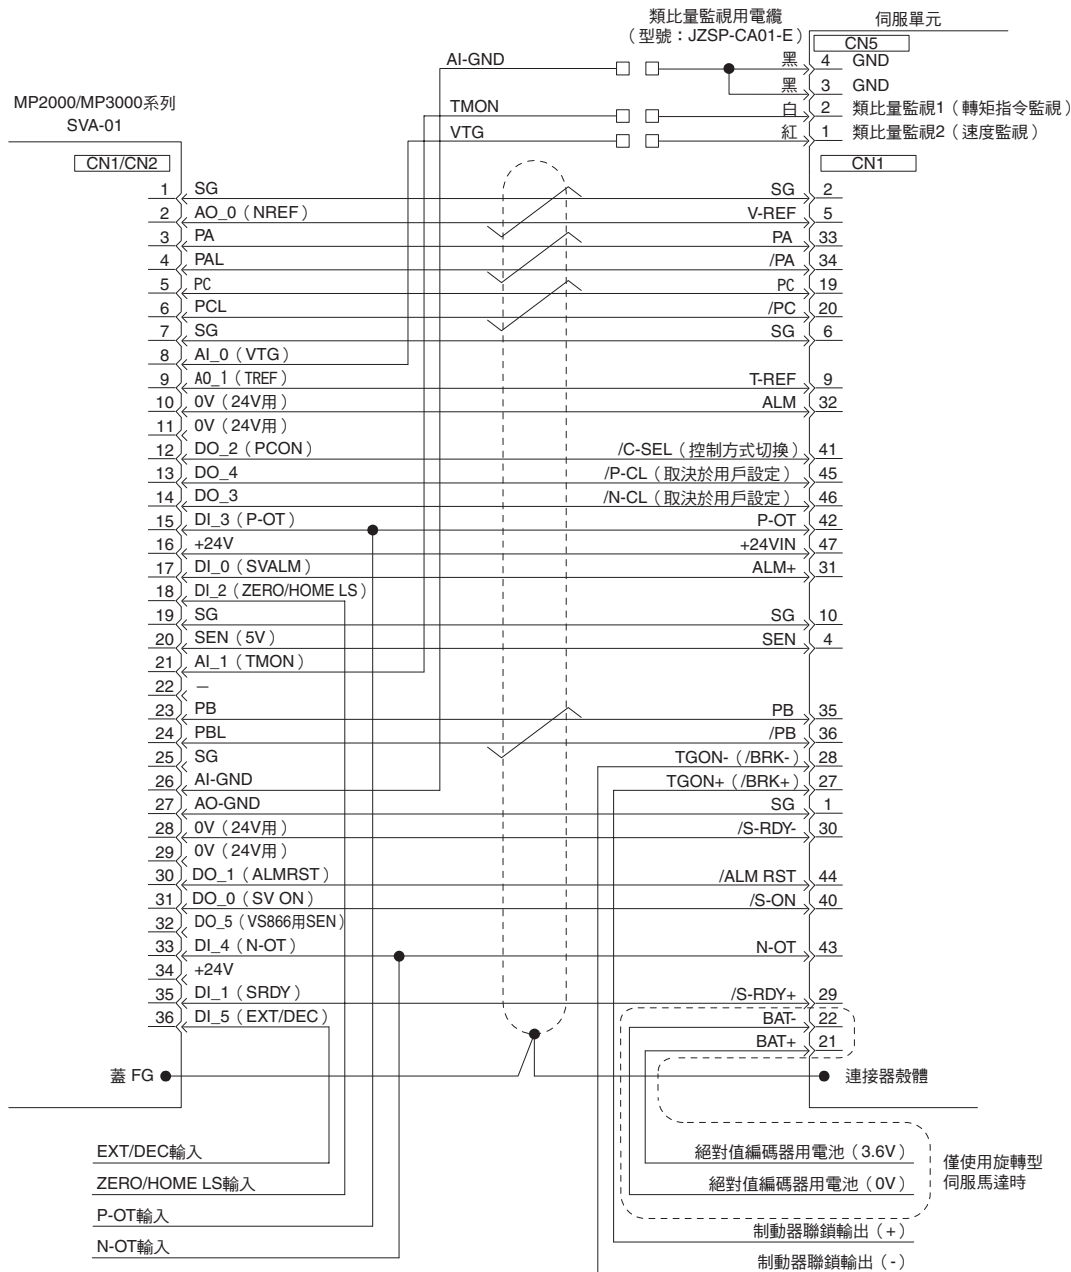 類比量監視用電纜
（型號：JZSP-CA01-E）
伺服單元
CN5
AI-GND 黑 4 GND
黑 3 GND
MP2000/MP3000系列
SVA-01
TMON 白 2 類比量監視1（轉矩指令監視）
VTG 紅 1 類比量監視2（速度監視）
CN1/CN2 CN1
1 SG SG 2
2 AO_0（NREF） V-REF 5
3 PA PA 33
4 PAL /PA 34
5 PC PC 19
6 PCL /PC 20
7 SG SG 6
8 AI_0（VTG）
9 AO_1（TREF） T-REF 9
10 0V（24V用） ALM 32
11 0V（24V用）
12 DO_2（PCON） /C-SEL（控制方式切換） 41
13 DO_4 /P-CL（取決於用戶設定） 45
14 DO_3 /N-CL（取決於用戶設定） 46
15 DI_3（P-OT） P-OT 42
16 +24V +24VIN 47
17 DI_0（SVALM） ALM+ 31
18 DI_2（ZERO/HOME LS）
19 SG SG 10
20 SEN（5V） SEN 4
21 AI_1（TMON）
22 －
23 PB PB 35
24 PBL /PB 36
25 SG TGON-（/BRK-） 28
26 AI-GND TGON+（/BRK+） 27
27 AO-GND SG 1
28 0V（24V用） /S-RDY- 30
29 0V（24V用）
30 DO_1（ALMRST） /ALM RST 44
31 DO_0（SV ON） /S-ON 40
32 DO_5（VS866用SEN）
33 DI_4（N-OT） N-OT 43
34 +24V
35 DI_1（SRDY） /S-RDY+ 29
36 DI_5（EXT/DEC） BAT- 22
BAT+ 21
蓋 FG 連接器殼體
EXT/DEC輸入 絕對值編碼器用電池（3.6V）
僅使用旋轉型
伺服馬達時
ZERO/HOME LS輸入 絕對值編碼器用電池（0V）
P-OT輸入
制動器聯鎖輸出（+）
N-OT輸入
制動器聯鎖輸出（-）